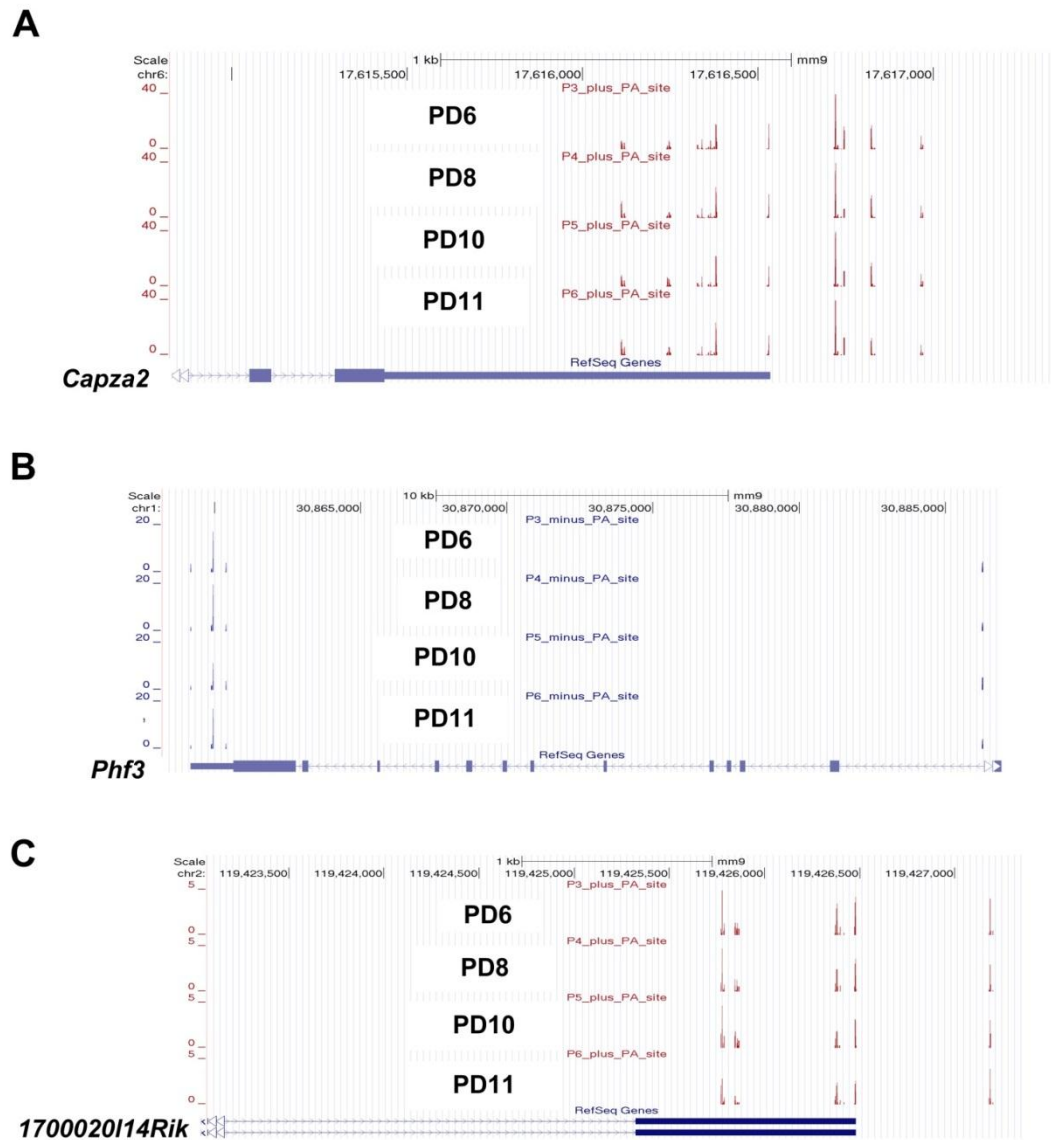 A
Scale 1 kb mm9
chr6: 17,615,500 17,616,000 17,616,500 17,617,000
P3_plus_PA_site
40
PD6
0
P4_plus_PA_site
40
PD8
0
P5_plus_PA_site
40
PD10
0
P6_plus_PA_site
40
PD11
0
RefSeq Genes
Capza2
B
Scale 10 kb mm9
chr1: 30,865,000 30,870,000 30,875,000 30,880,000 30,885,000
P3_minus_PA_site
20
PD6
0
P4_minus_PA_site
20
PD8
0
P5_minus_PA_site
20
PD10
0
P6_minus_PA_site
20
PD11
0
RefSeq Genes
Phf3
C
Scale 1 kb mm9
chr2: 119,423,500 119,424,000 119,424,500 119,425,000 119,425,500 119,426,000 119,426,500 119,427,000
P3_plus_PA_site
5
PD6
0
P4_plus_PA_site
5
PD8
0
P5_plus_PA_site
5
PD10
0
P6_plus_PA_site
5
PD11
0
RefSeq Genes
1700020I14Rik